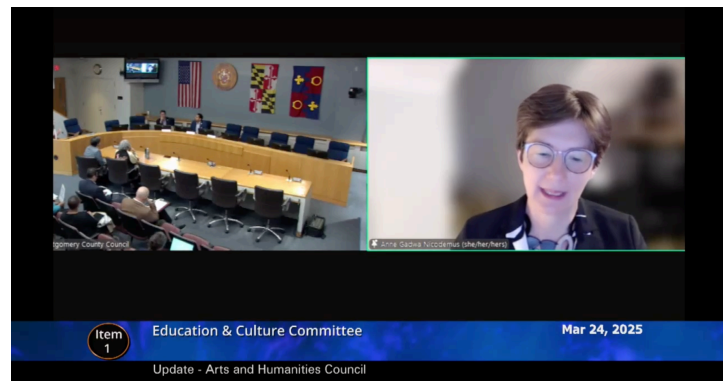 tgomery County Council
Anne Gadwa Nicodemus (she/her/hers)
Item
1
Education & Culture Committee
Mar 24, 2025
Update - Arts and Humanities Council